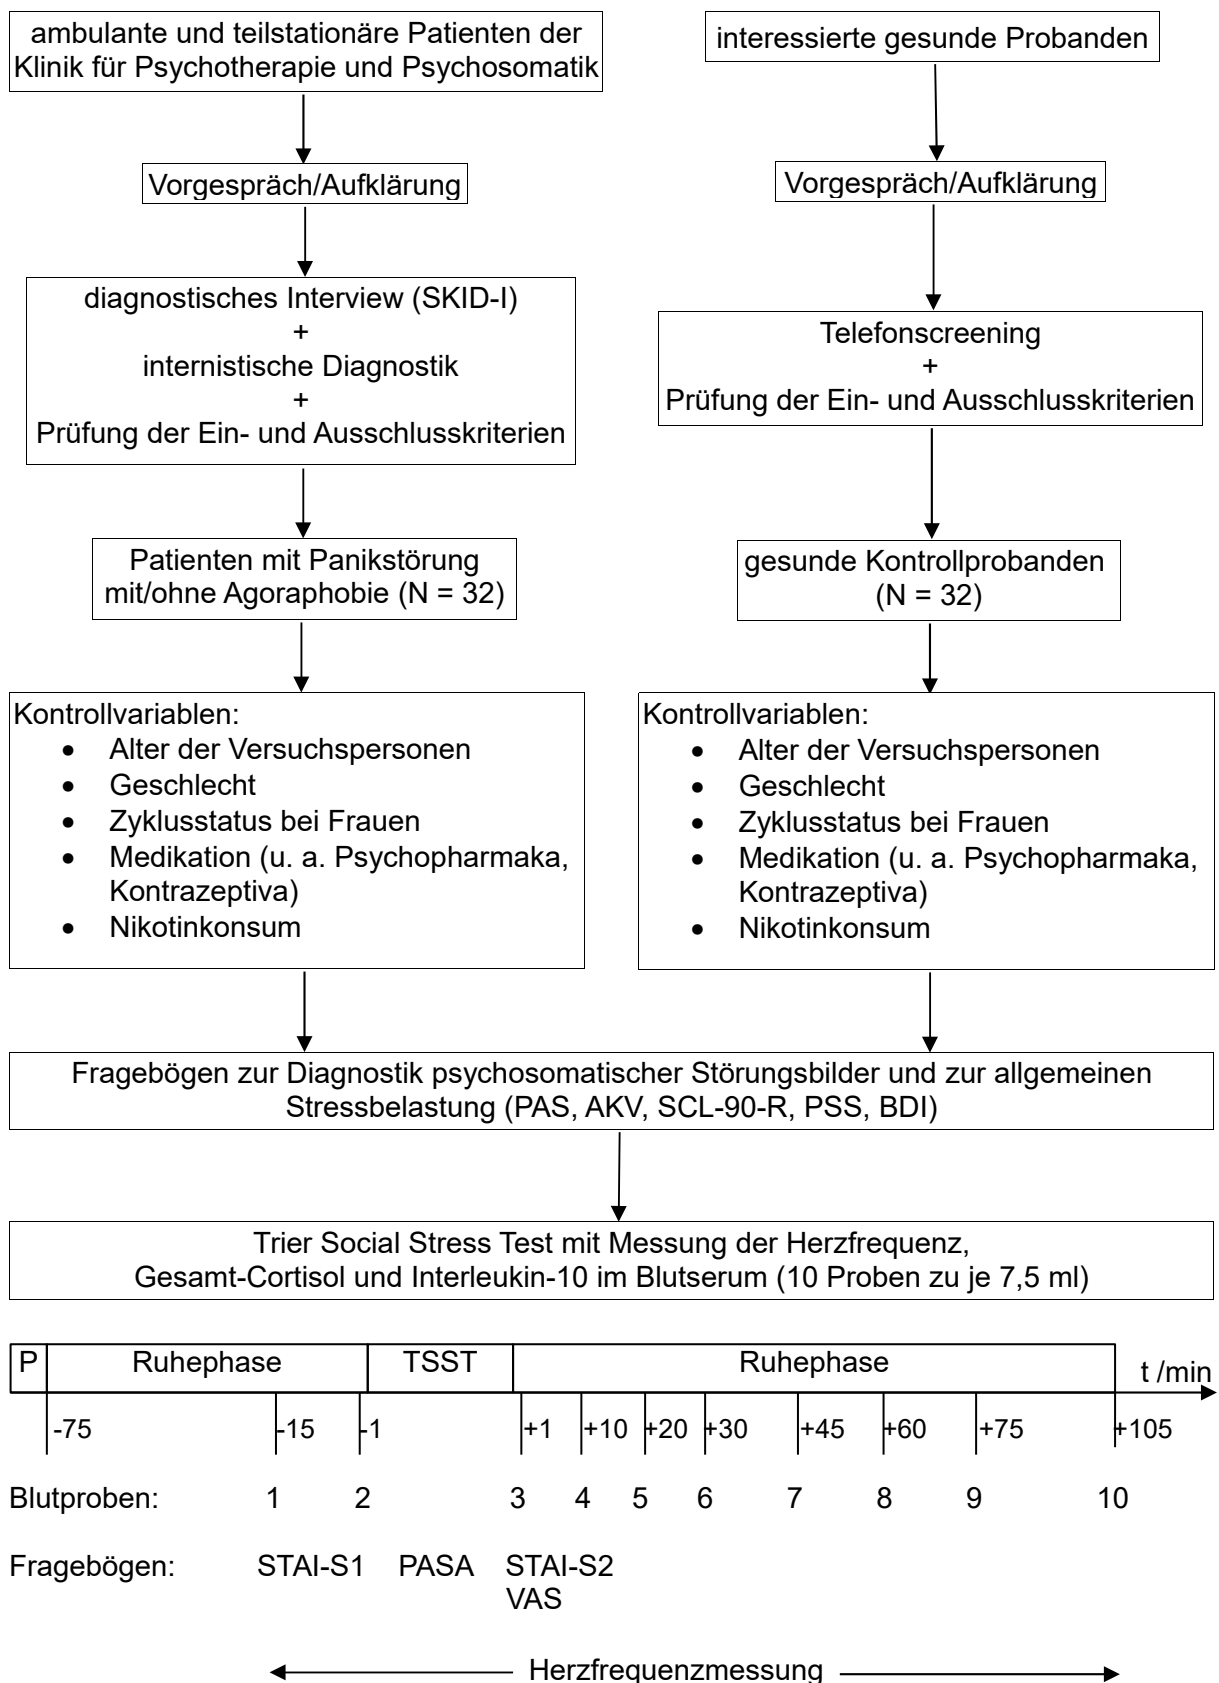 ambulante und teilstationäre Patienten der
Klinik für Psychotherapie und Psychosomatik
interessierte gesunde Probanden
Vorgespräch/Aufklärung
Vorgespräch/Aufklärung
diagnostisches Interview (SKID-I)
+
internistische Diagnostik
+
Prüfung der Ein- und Ausschlusskriterien
Telefonscreening
+
Prüfung der Ein- und Ausschlusskriterien
Patienten mit Panikstörung
mit/ohne Agoraphobie (N = 32)
gesunde Kontrollprobanden
(N = 32)
Kontrollvariablen:
• Alter der Versuchspersonen
• Geschlecht
• Zyklusstatus bei Frauen
• Medikation (u. a. Psychopharmaka,
Kontrazeptiva)
• Nikotinkonsum
Kontrollvariablen:
• Alter der Versuchspersonen
• Geschlecht
• Zyklusstatus bei Frauen
• Medikation (u. a. Psychopharmaka,
Kontrazeptiva)
• Nikotinkonsum
Fragebögen zur Diagnostik psychosomatischer Störungsbilder und zur allgemeinen
Stressbelastung (PAS, AKV, SCL-90-R, PSS, BDI)
Trier Social Stress Test mit Messung der Herzfrequenz,
Gesamt-Cortisol und Interleukin-10 im Blutserum (10 Proben zu je 7,5 ml)
P Ruhephase TSST Ruhephase t /min
-75 -15 -1 +1 +10 +20 +30 +45 +60 +75 +105
Blutproben: 1 2 3 4 5 6 7 8 9 10
Fragebögen: STAI-S1 PASA STAI-S2
VAS
Herzfrequenzmessung